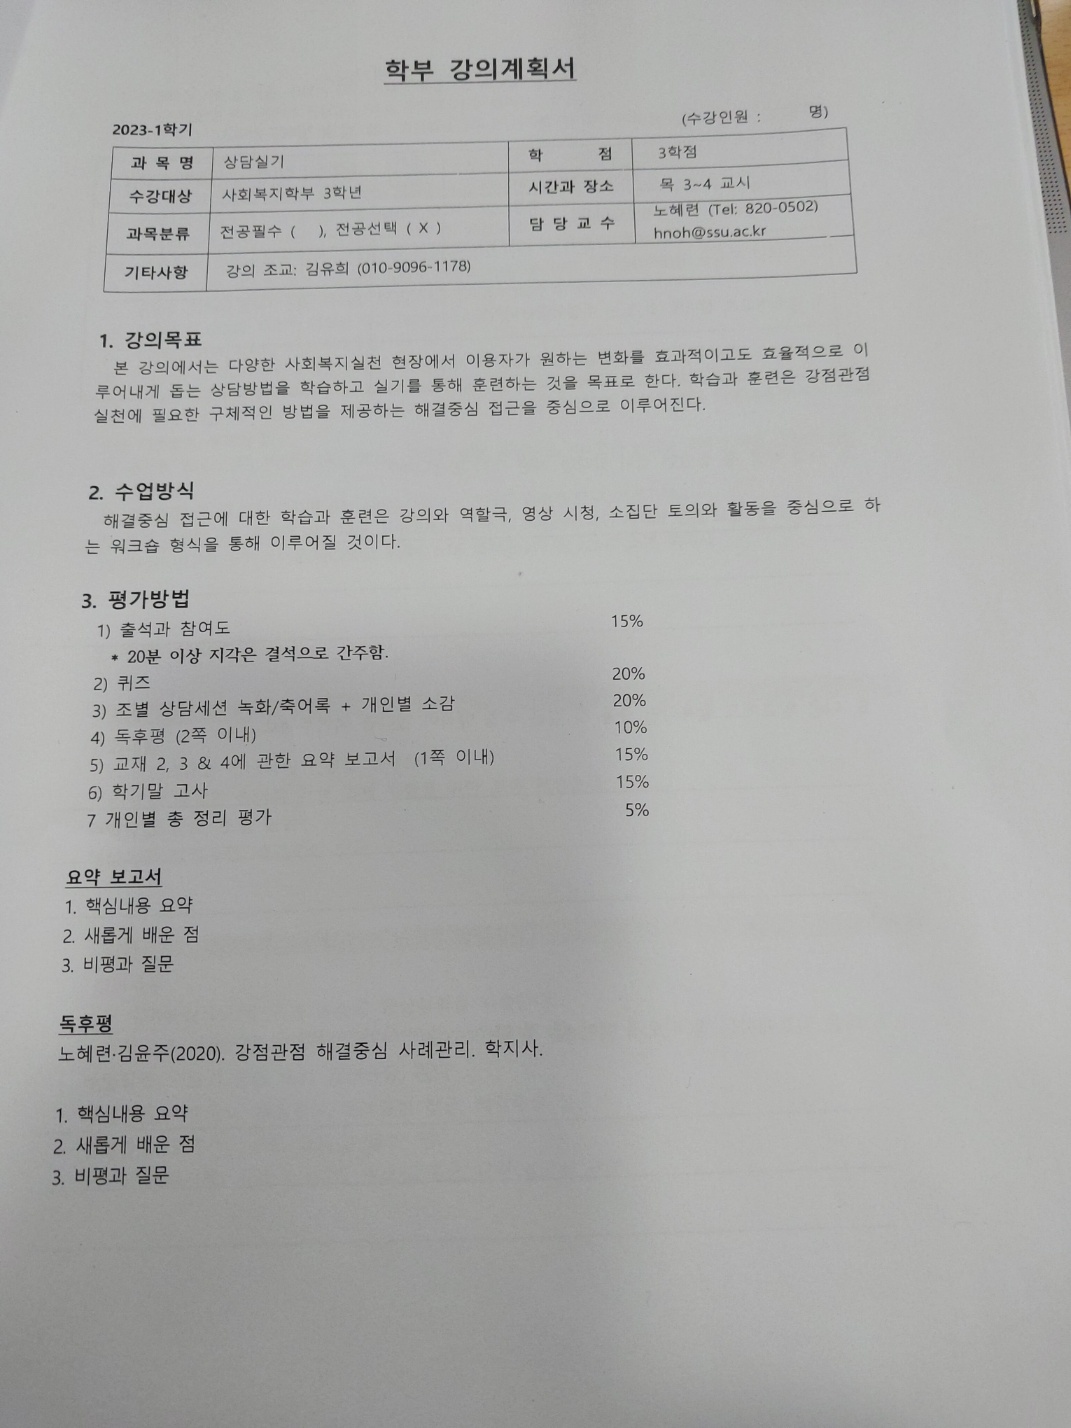 학부 강의계획서
2023-1학기
(수강인원 : 명)
과 목 명 상담실기 학 점 3학점
수강대상 사회복지학부 3학년 시간과 장소 목 3~4 교시
과목분류 전공필수 ( ), 전공선택 ( X ) 담 당 교 수 노혜련 (Tel: 820-0502)
hnoh@ssu.ac.kr
기타사항 강의 조교: 김유희 (010-9096-1178)
1. 강의목표
본 강의에서는 다양한 사회복지실천 현장에서 이용자가 원하는 변화를 효과적이고도 효율적으로 이
루어내게 돕는 상담방법을 학습하고 실기를 통해 훈련하는 것을 목표로 한다. 학습과 훈련은 강점관점
실천에 필요한 구체적인 방법을 제공하는 해결중심 접근을 중심으로 이루어진다.
2. 수업방식
해결중심 접근에 대한 학습과 훈련은 강의와 역할극, 영상 시청, 소집단 토의와 활동을 중심으로 하
는 워크숍 형식을 통해 이루어질 것이다.
3. 평가방법
1) 출석과 참여도 15%
* 20분 이상 지각은 결석으로 간주함.
2) 퀴즈 20%
3) 조별 상담세션 녹화/축어록 + 개인별 소감 20%
4) 독후평 (2쪽 이내) 10%
5) 교재 2, 3 & 4에 관한 요약 보고서 (1쪽 이내) 15%
6) 학기말 고사 15%
7 개인별 총 정리 평가 5%
요약 보고서
1. 핵심내용 요약
2. 새롭게 배운 점
3. 비평과 질문
독후평
노혜련·김윤주(2020). 강점관점 해결중심 사례관리. 학지사.
1. 핵심내용 요약
2. 새롭게 배운 점
3. 비평과 질문